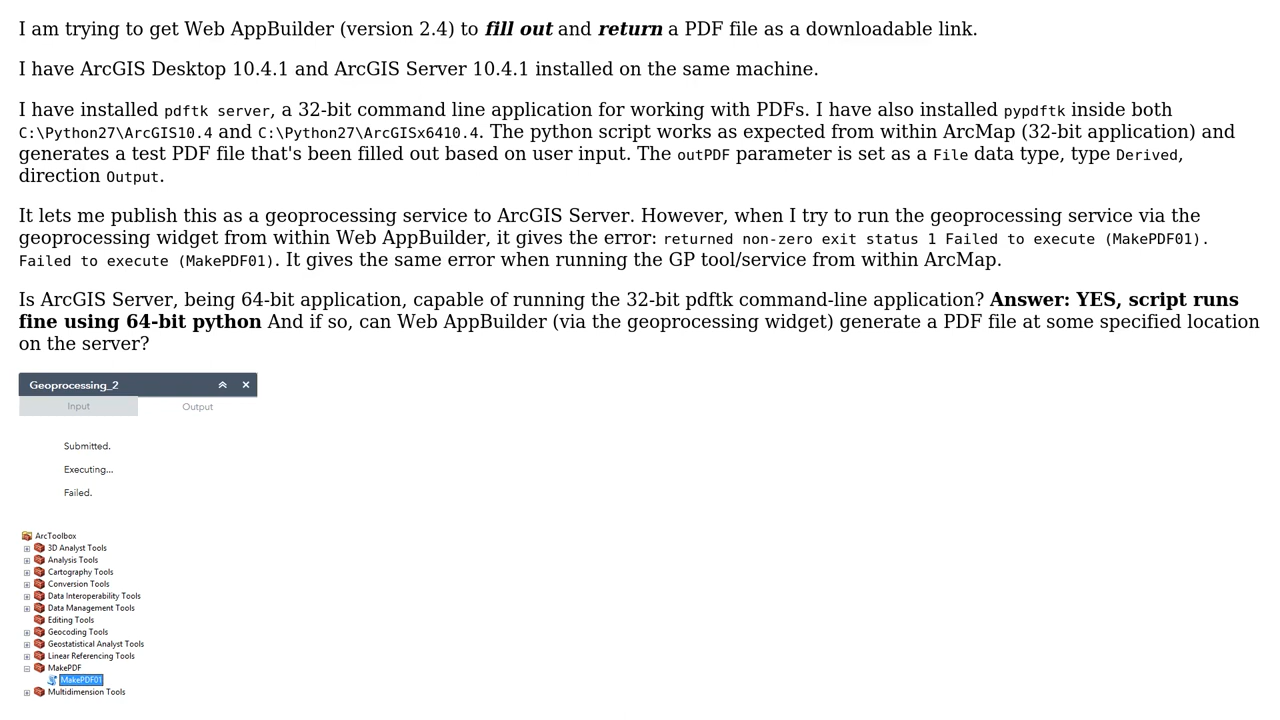 I am trying to get Web AppBuilder (version 2.4) to fill out and return a PDF file as a downloadable link.
I have ArcGIS Desktop 10.4.1 and ArcGIS Server 10.4.1 installed on the same machine.
I have installed pdftk server, a 32-bit command line application for working with PDFs. I have also installed pypdftk inside both
C:\Python27\ArcGIS10.4 and C:\Python27\ArcGISx6410.4. The python script works as expected from within ArcMap (32-bit application) and
generates a test PDF file that's been filled out based on user input. The outPDF parameter is set as a File data type, type Derived,
direction Output.
It lets me publish this as a geoprocessing service to ArcGIS Server. However, when I try to run the geoprocessing service via the
geoprocessing widget from within Web AppBuilder, it gives the error: returned non-zero exit status 1 Failed to execute (MakePDF01).
Failed to execute (MakePDF01). It gives the same error when running the GP tool/service from within ArcMap.
Is ArcGIS Server, being 64-bit application, capable of running the 32-bit pdftk command-line application? Answer: YES, script runs
fine using 64-bit python And if so, can Web AppBuilder (via the geoprocessing widget) generate a PDF file at some specified location
on the server?
Geoprocessing_2
Input Output
Submitted.
Executing...
Failed.
ArcToolbox
3D Analyst Tools
Analysis Tools
Cartography Tools
Conversion Tools
Data Interoperability Tools
Data Management Tools
Editing Tools
Geocoding Tools
Geostatistical Analyst Tools
Linear Referencing Tools
MakePDF
MakePDF01
Multidimension Tools